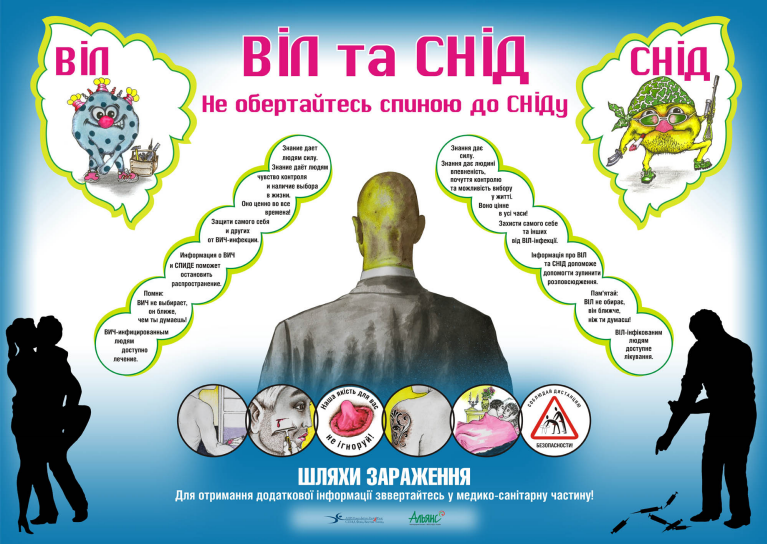 ВІЛ
ВІЛ та СНІД
СНІД
Не обертайтесь спиною до СНІДу
Знание дает
людям силу.
Знание даёт людям
чувство контроля
и наличие выбора
в жизни.
Оно ценно во все
времена!
Защити самого себя
и других
от ВИЧ-инфекции.
Информация о ВИЧ
и СПИДЕ поможет
остановить
распространение.
Помни:
ВИЧ не выбирает,
он ближе,
чем ты думаешь!
ВИЧ-инфицированным
людям
доступно
лечение.
Знання дає
силу.
Знання дає людині
впевненість,
почуття контролю
та можливість вибору
у житті.
Воно цінне
в усі часи!
Захисти самого себе
та інших
від ВІЛ-інфекції.
Інформація про ВІЛ
та СНІД допоможе
допомогти зупинити
розповсюдження.
Пам'ятай:
ВІЛ не обирає,
він ближче,
ніж ти думаєш!
ВІЛ-інфікованим
людям
доступне
лікування.
Наша якість для вас
не ігноруй!
СОБЛЮДАЙ ДИСТАНЦИЮ
БЕЗОПАСНОСТИ!
ШЛЯХИ ЗАРАЖЕННЯ
Для отримання додаткової інформації зввертайтесь у медико-санітарну частину!
Альянс